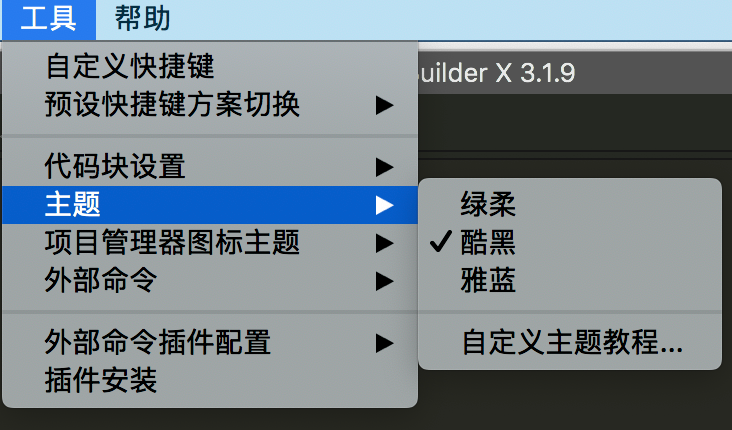 工具 帮助
uilder X 3.1.9
自定义快捷键
预设快捷键方案切换
代码块设置
主题
项目管理器图标主题
外部命令
外部命令插件配置
插件安装
绿柔
酷黑
雅蓝
自定义主题教程...